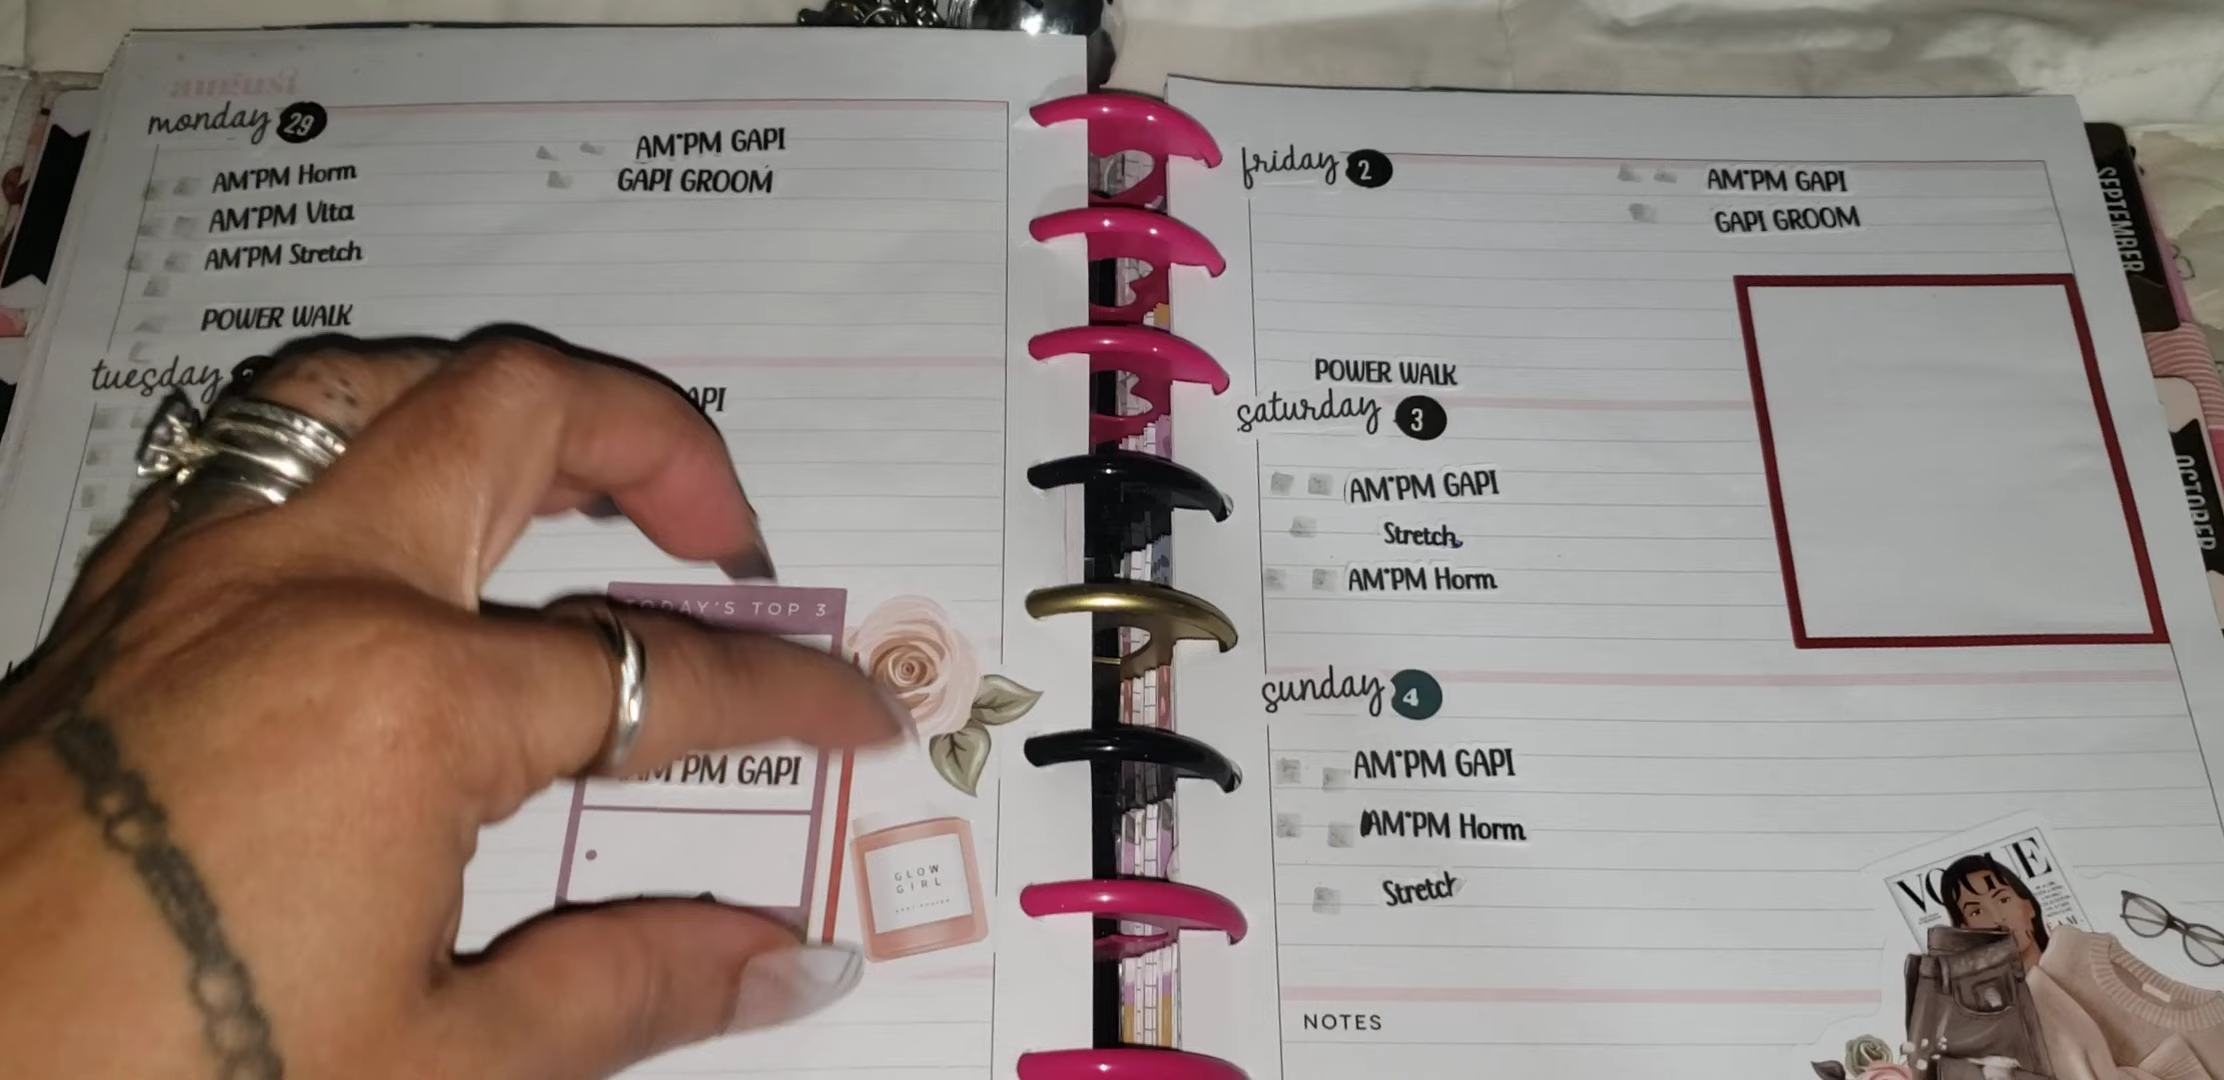 august
monday 29
AM*PM Horm
AM*PM Vita
AM*PM Stretch
POWER WALK
AM*PM GAPI
GAPI GROOM
tuesday
TODAY'S TOP 3
AM*PM GAPI
GLOW
GIRL
friday 2
AM*PM GAPI
GAPI GROOM
POWER WALK
saturday 3
AM*PM GAPI
Stretch
AM*PM Horm
sunday 4
AM*PM GAPI
AM*PM Horm
Stretch
NOTES
VOGUE
SEPTEMBER
OCTOBER